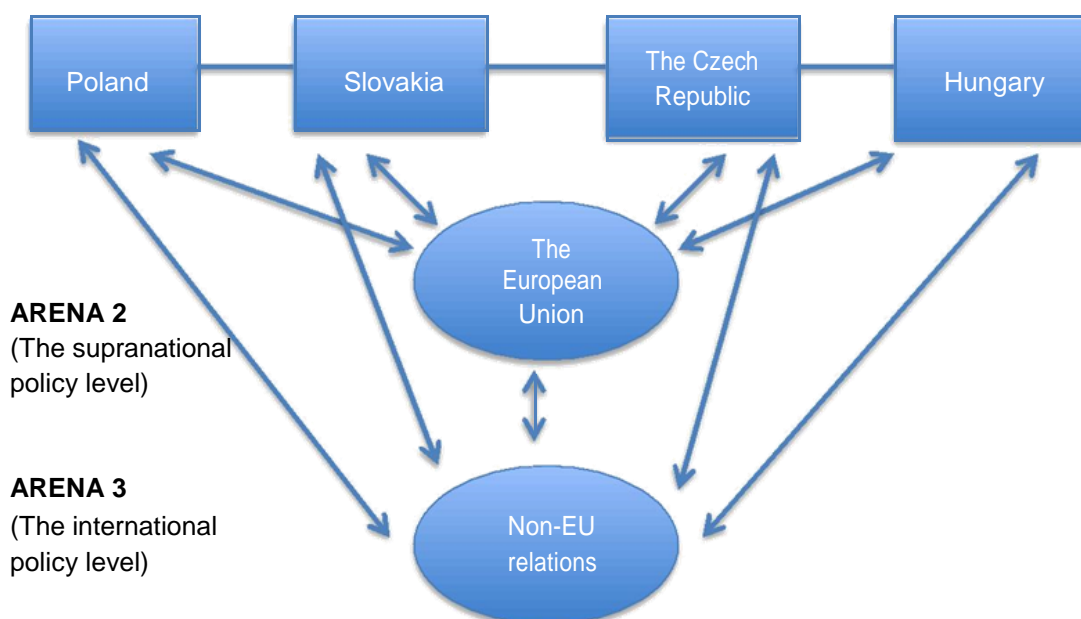 Poland
Slovakia
The Czech
Republic
Hungary
The
European
Union
ARENA 2
(The supranational
policy level)
ARENA 3
(The international
policy level)
Non-EU
relations